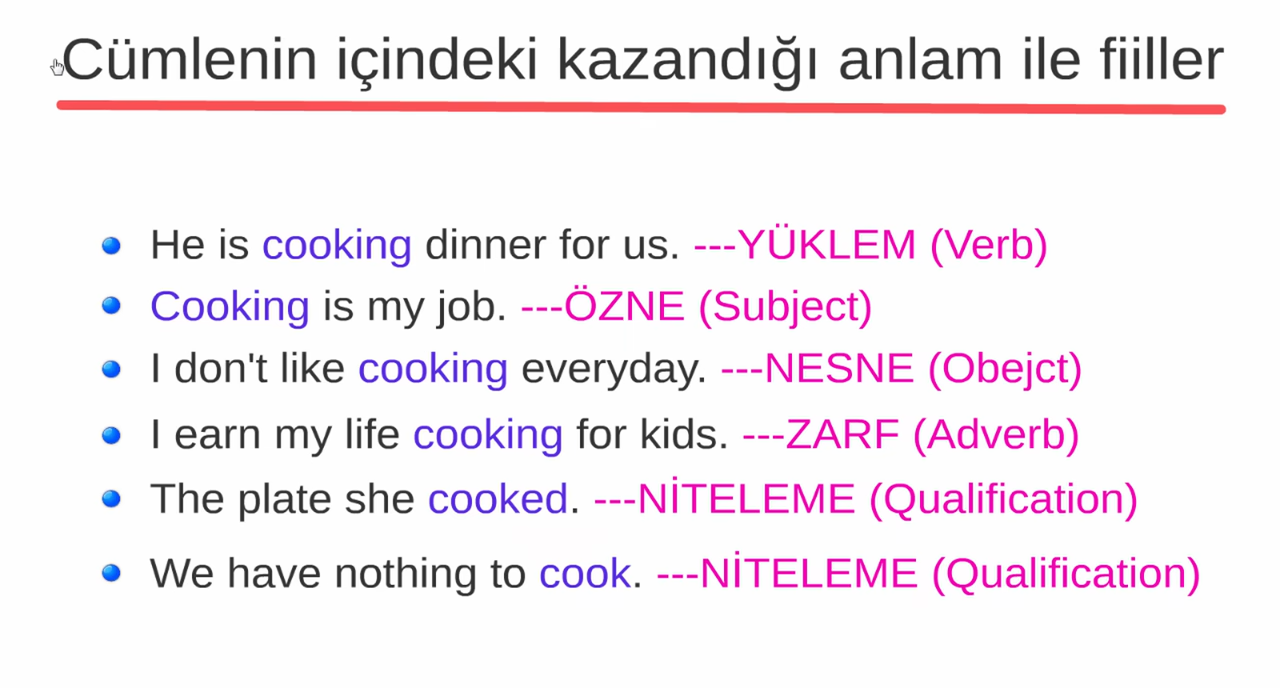 Cümlenin içindeki kazandığı anlam ile fiiller
He is cooking dinner for us. ---YÜKLEM (Verb)
Cooking is my job. ---ÖZNE (Subject)
I don't like cooking everyday. ---NESNE (Obejct)
I earn my life cooking for kids. ---ZARF (Adverb)
The plate she cooked. ---NİTELEME (Qualification)
We have nothing to cook. ---NİTELEME (Qualification)